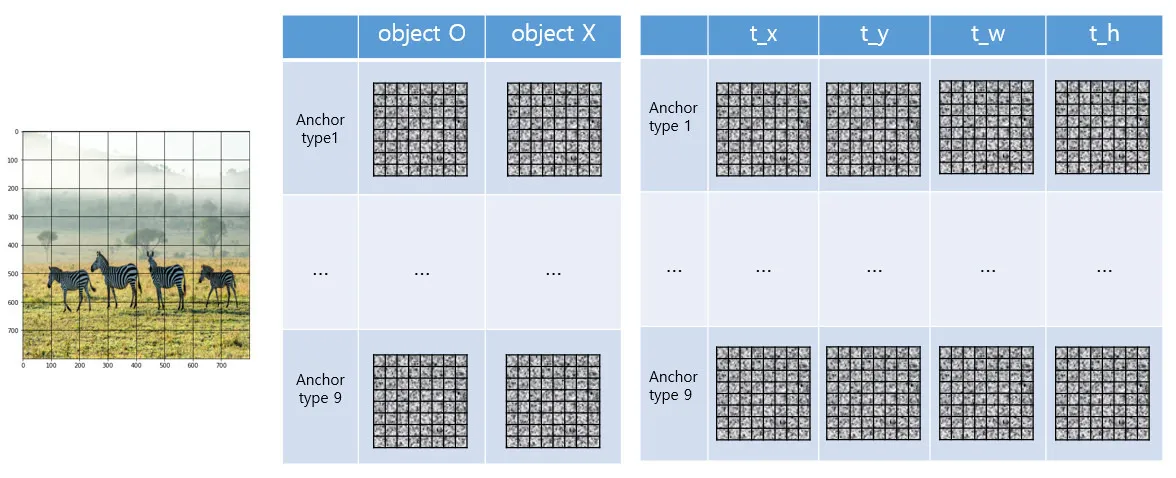 object O
object X
Anchor
type1
...
...
...
Anchor
type 9
t_x
t_y
t_w
t_h
Anchor
type 1
...
...
...
...
...
Anchor
type 9
0
100
200
300
400
500
600
700
0
100
200
300
400
500
600
700